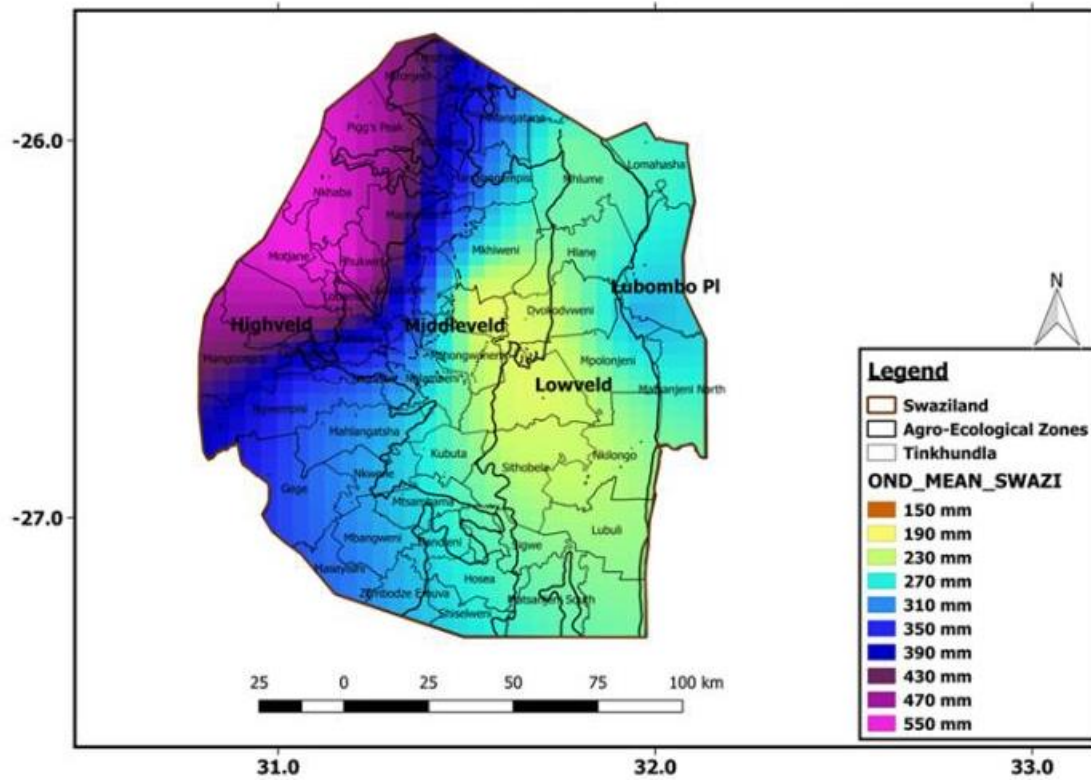 -26.0
-27.0
31.0
32.0
33.0
Pigg's Peak
Mhlangatane
Lomahasha
Mhlume
Nkhaba
Motjane
Mkhiweni
Hlane
Lubombo Pl
Highveld
Middleveld
Dvokodvweni
Mpolonjeni
Lowveld
Matsanjeni North
Mahlangatsha
Kubuta
Sithobela
Nkilongo
Nkwene
Gege
Mtsambama
Lubuli
Mbangweni
Sigwe
Maseyisini
Hosea
Zombodze Emuva
Matsanjeni South
Shiselweni
25 0 25 50 75 100 km
N
Legend
Swaziland
Agro-Ecological Zones
Tinkhundla
OND_MEAN_SWAZI
150 mm
190 mm
230 mm
270 mm
310 mm
350 mm
390 mm
430 mm
470 mm
550 mm